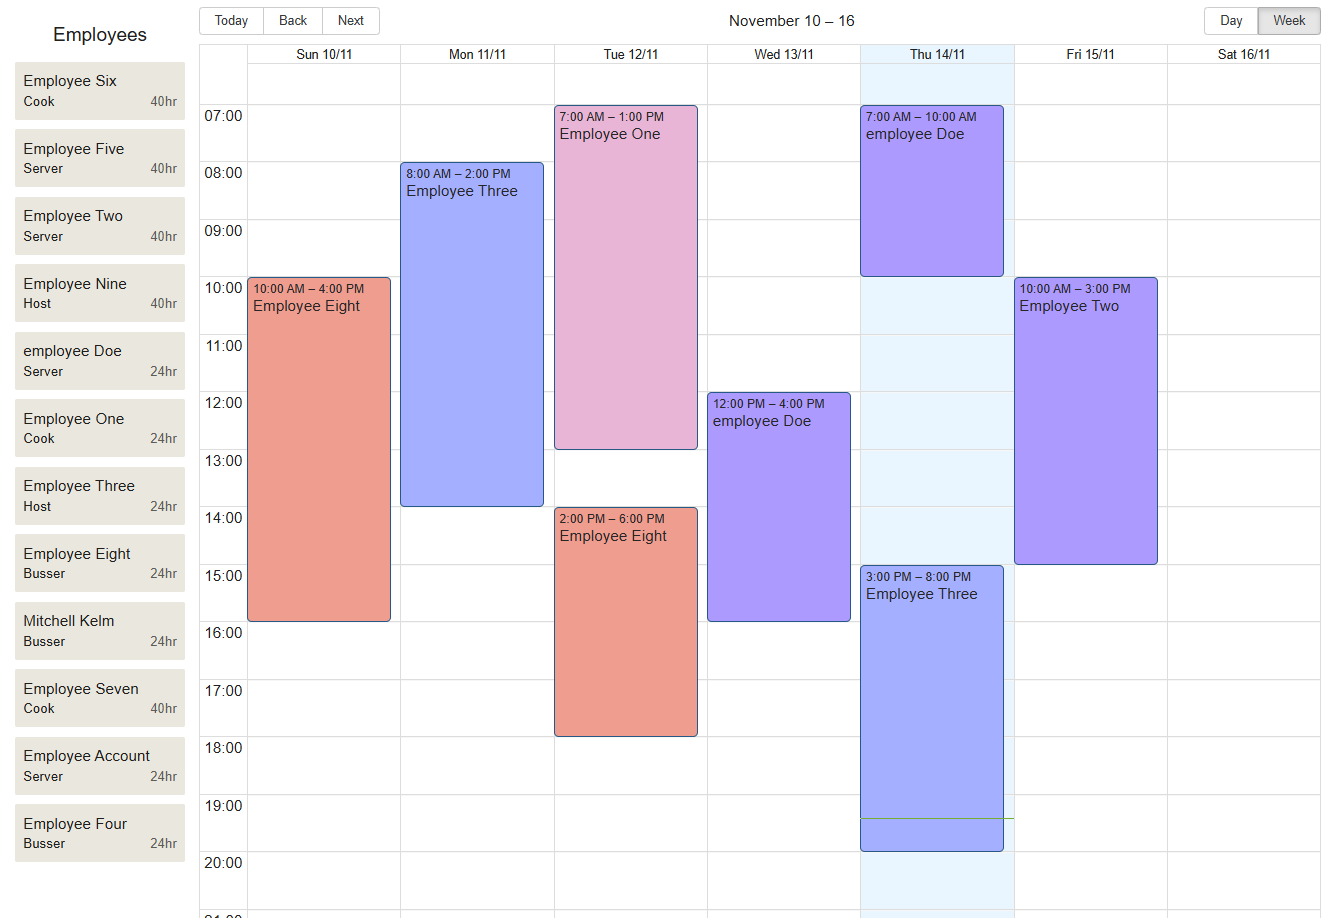 Employees
Employee Six
Cook 40hr
Employee Five
Server 40hr
Employee Two
Server 40hr
Employee Nine
Host 40hr
employee Doe
Server 24hr
Employee One
Cook 24hr
Employee Three
Host 24hr
Employee Eight
Busser 24hr
Mitchell Kelm
Busser 24hr
Employee Seven
Cook 40hr
Employee Account
Server 24hr
Employee Four
Busser 24hr
Today Back Next November 10 – 16 Day Week
Sun 10/11 Mon 11/11 Tue 12/11 Wed 13/11 Thu 14/11 Fri 15/11 Sat 16/11
07:00
08:00
09:00
10:00
11:00
12:00
13:00
14:00
15:00
16:00
17:00
18:00
19:00
20:00
21:00
10:00 AM – 4:00 PM
Employee Eight
8:00 AM – 2:00 PM
Employee Three
7:00 AM – 1:00 PM
Employee One
2:00 PM – 6:00 PM
Employee Eight
12:00 PM – 4:00 PM
employee Doe
7:00 AM – 10:00 AM
employee Doe
3:00 PM – 8:00 PM
Employee Three
10:00 AM – 3:00 PM
Employee Two